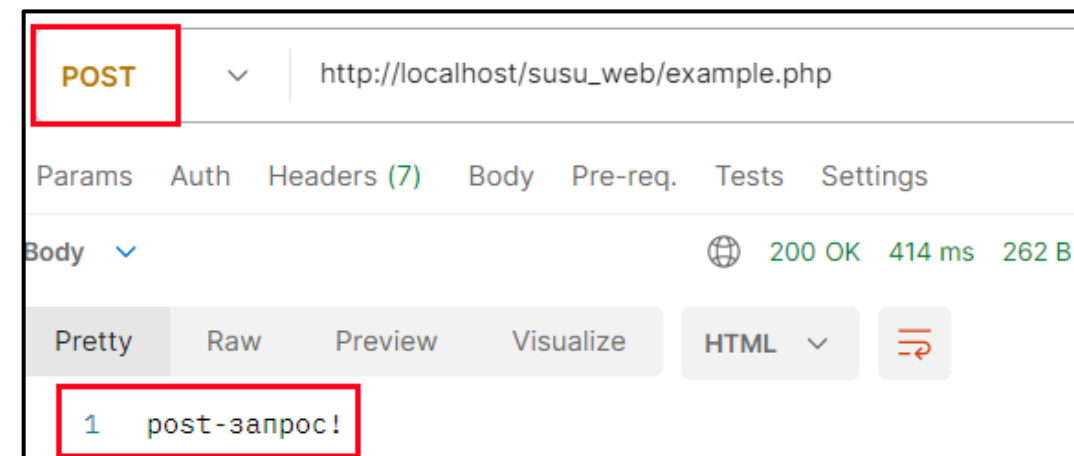 POST http://localhost/susu_web/example.php
Params Auth Headers (7) Body Pre-req. Tests Settings
Body 200 OK 414 ms 262 B
Pretty Raw Preview Visualize HTML
1 post-запрос!